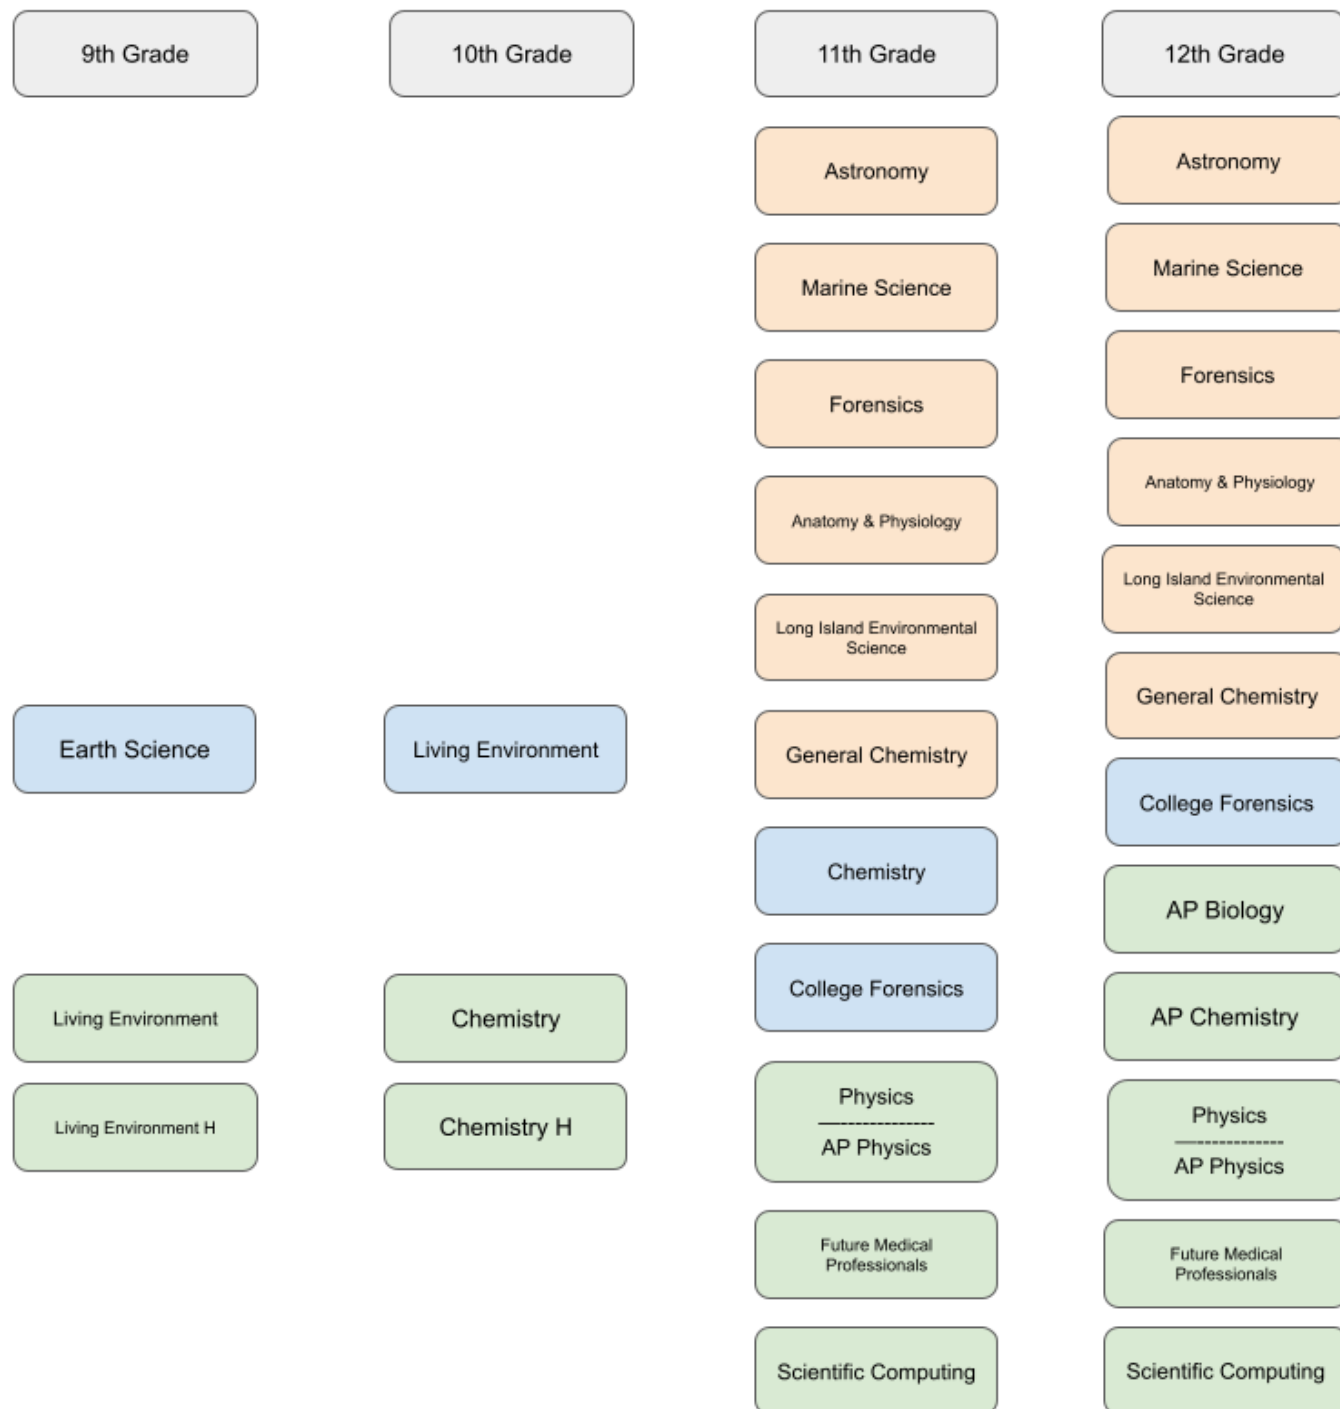 9th Grade
10th Grade
11th Grade
12th Grade
Astronomy
Astronomy
Marine Science
Marine Science
Forensics
Forensics
Anatomy & Physiology
Anatomy & Physiology
Long Island Environmental
Science
Long Island Environmental
Science
Earth Science
Living Environment
General Chemistry
General Chemistry
Chemistry
College Forensics
College Forensics
AP Biology
Living Environment
Chemistry
AP Chemistry
Living Environment H
Chemistry H
Physics
AP Physics
Physics
AP Physics
Future Medical
Professionals
Future Medical
Professionals
Scientific Computing
Scientific Computing